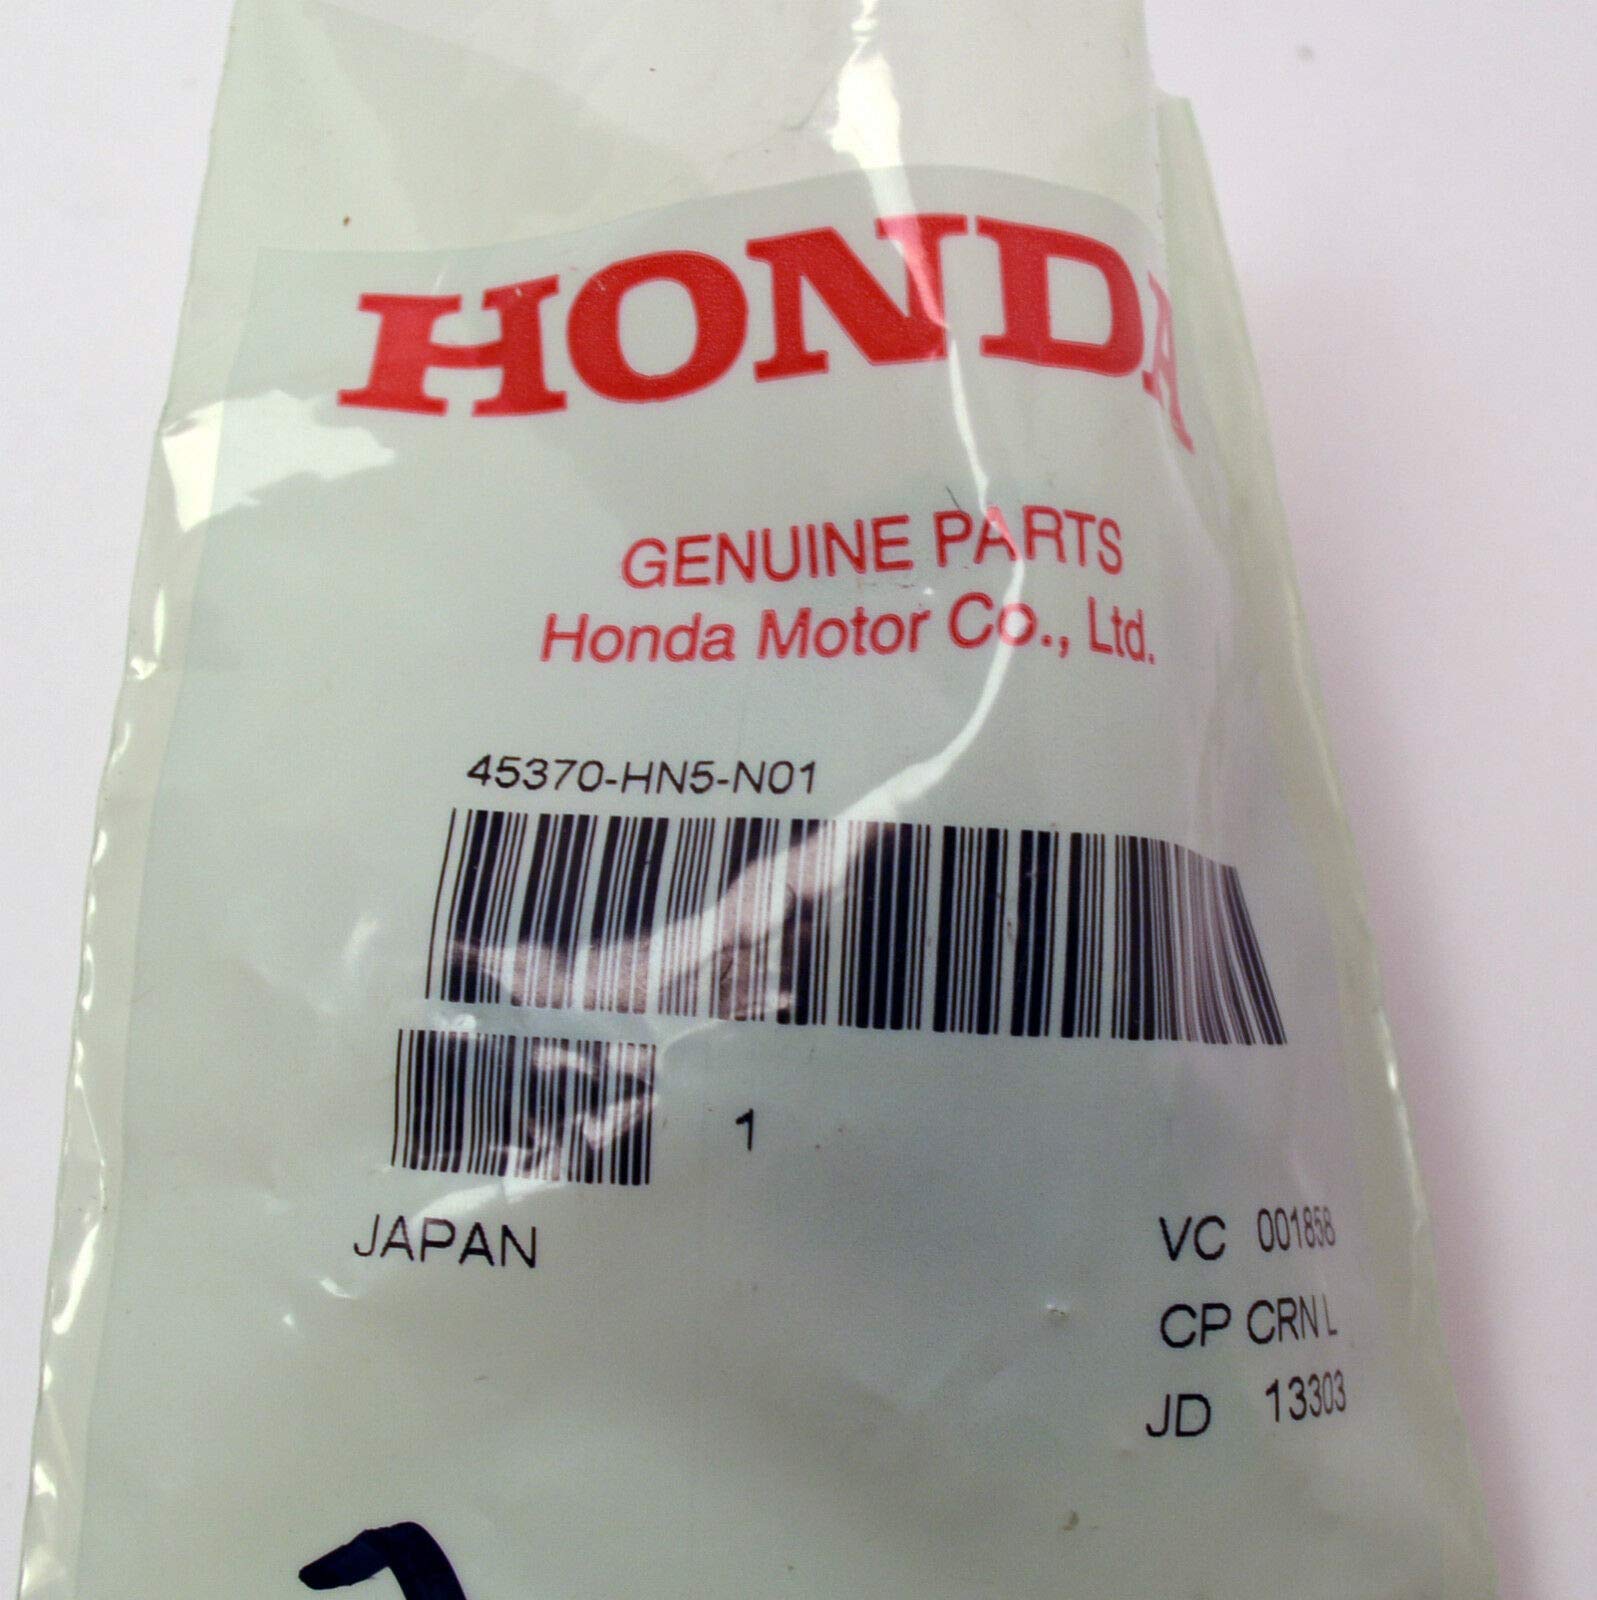 HONDA
GENUINE PARTS
Honda Motor Co., Ltd.
45370-HN5-N01
1
JAPAN
VC 001858
CP CRN L
JD 13303